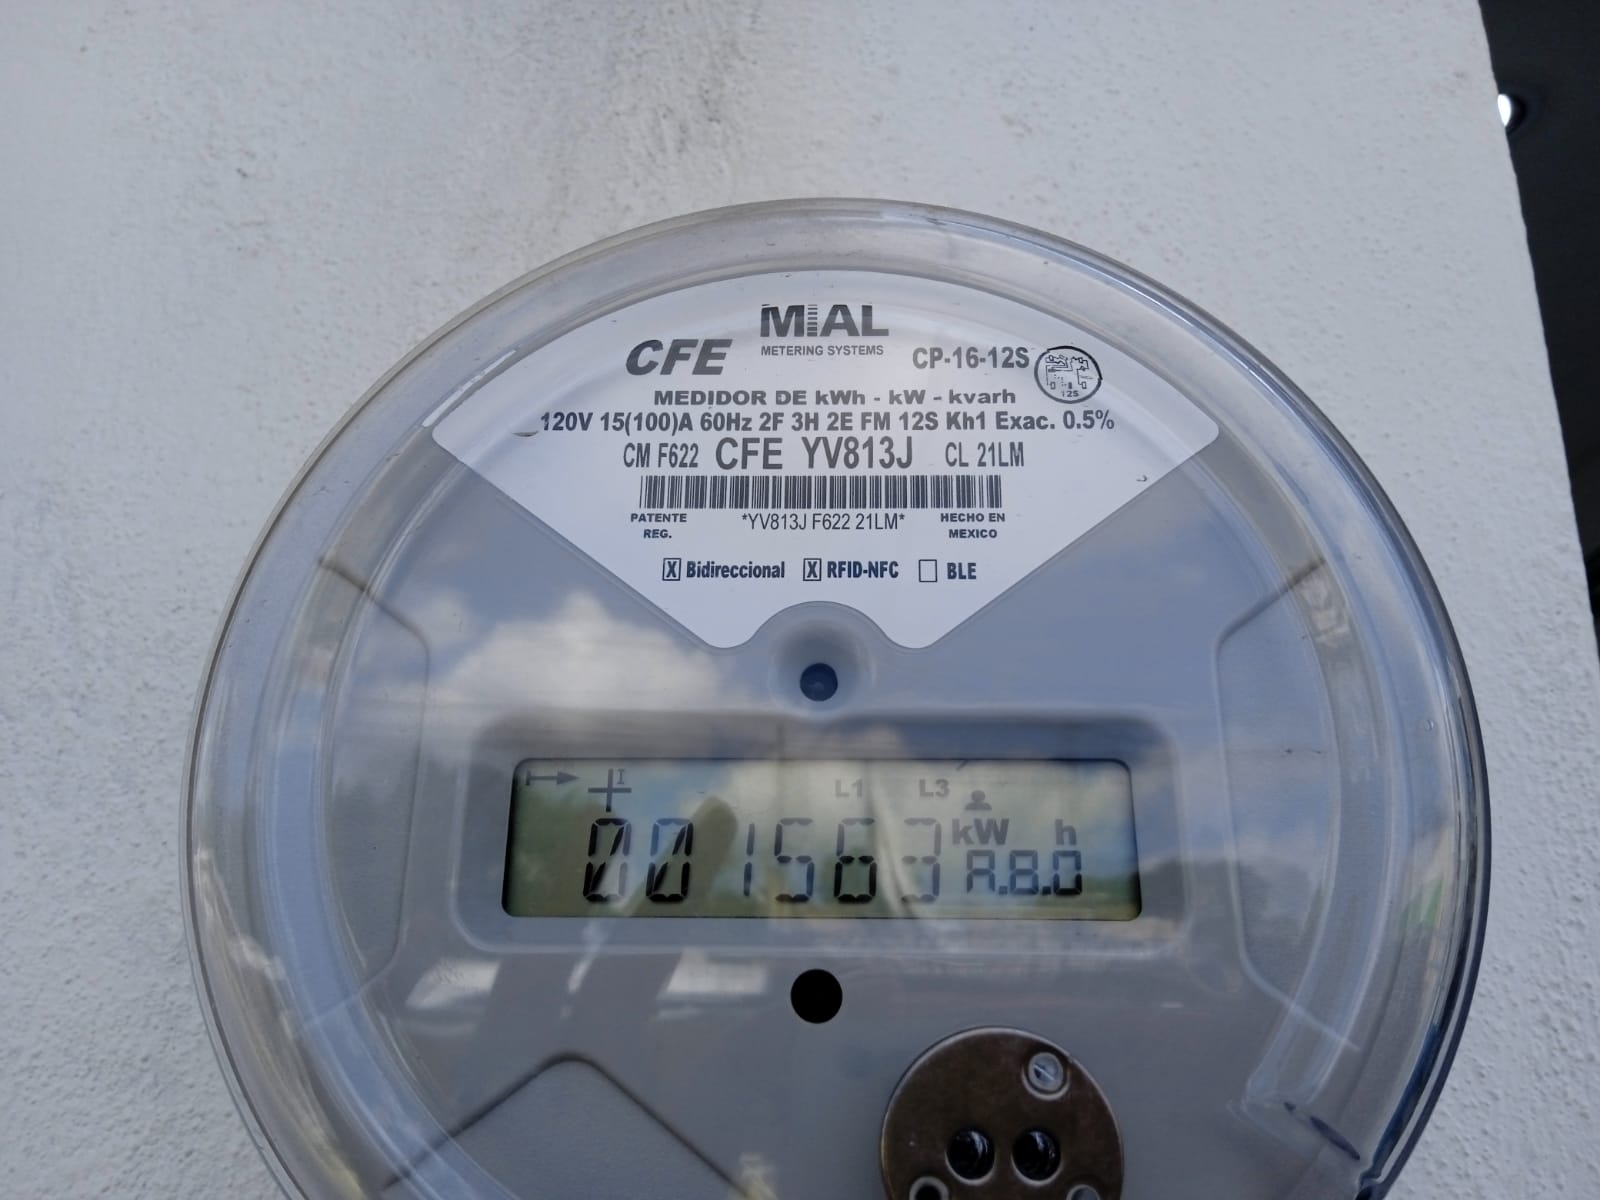 MIAL
METERING SYSTEMS
CFE
CP-16-12S
12S
MEDIDOR DE kWh - kW - kvarh
120V 15(100)A 60Hz 2F 3H 2E FM 12S Kh1 Exac. 0.5%
CM F622 CFE YV813J CL 21LM
PATENTE REG.
*YV813J F622 21LM*
HECHO EN MEXICO
[X] Bidireccional [X] RFID-NFC [ ] BLE
L1 L3
001563 kW h
A.8.0